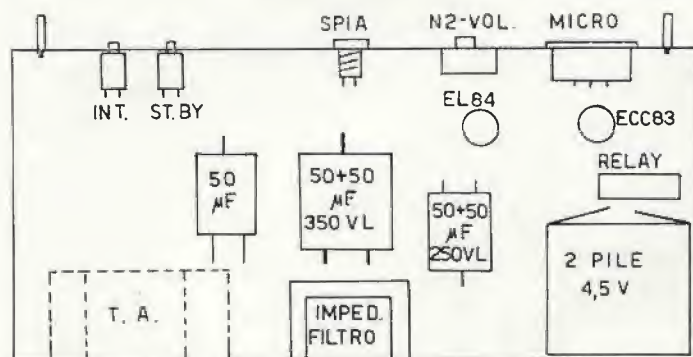 SPIA
N2-VOL.
MICRO
INT.
ST.BY
EL84
ECC83
RELAY
50
µF
50+50
µF
350 VL
50+50
µF
250VL
2 PILE
4,5 V
T. A.
IMPED.
FILTRO